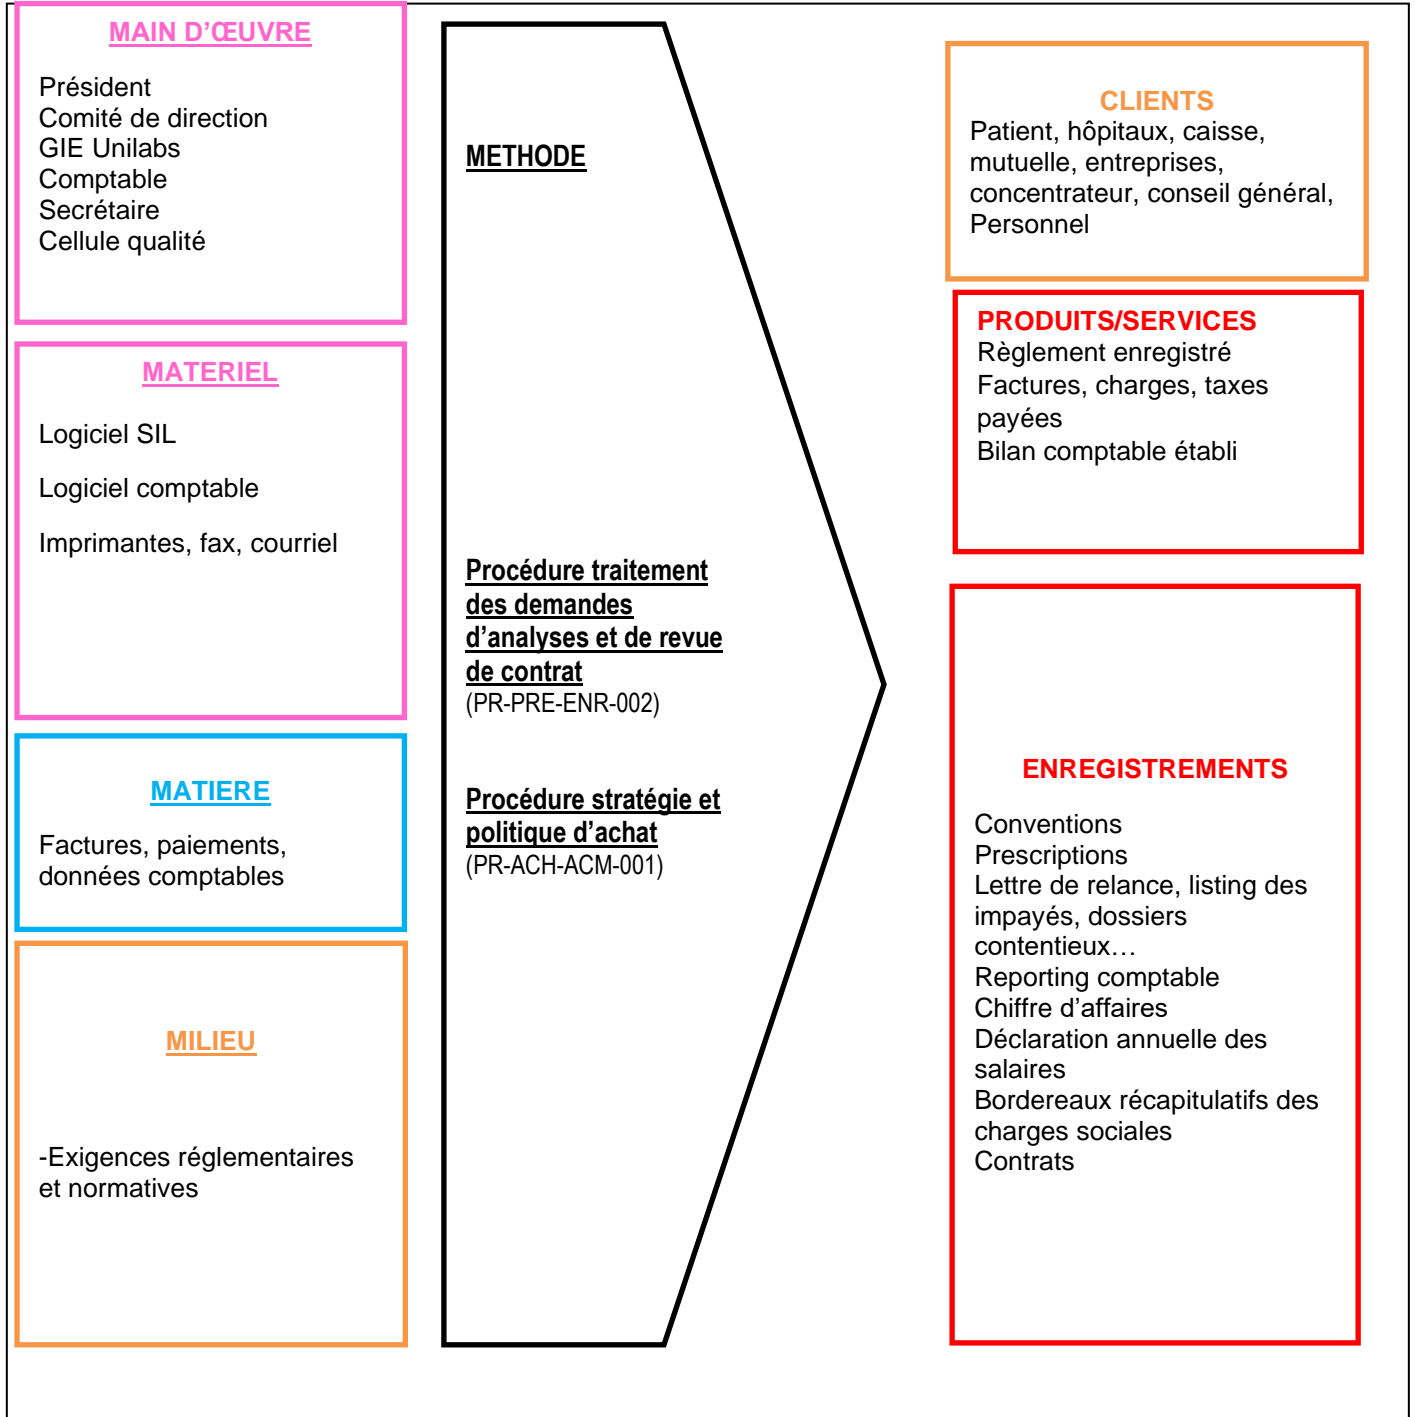 MAIN D’ŒUVRE
Président
Comité de direction
GIE Unilabs
Comptable
Secrétaire
Cellule qualité
MATERIEL
Logiciel SIL
Logiciel comptable
Imprimantes, fax, courriel
MATIERE
Factures, paiements,
données comptables
MILIEU
-Exigences réglementaires
et normatives
METHODE
Procédure traitement
des demandes
d’analyses et de revue
de contrat
(PR-PRE-ENR-002)
Procédure stratégie et
politique d’achat
(PR-ACH-ACM-001)
CLIENTS
Patient, hôpitaux, caisse,
mutuelle, entreprises,
concentrateur, conseil général,
Personnel
PRODUITS/SERVICES
Règlement enregistré
Factures, charges, taxes
payées
Bilan comptable établi
ENREGISTREMENTS
Conventions
Prescriptions
Lettre de relance, listing des
impayés, dossiers
contentieux…
Reporting comptable
Chiffre d’affaires
Déclaration annuelle des
salaires
Bordereaux récapitulatifs des
charges sociales
Contrats